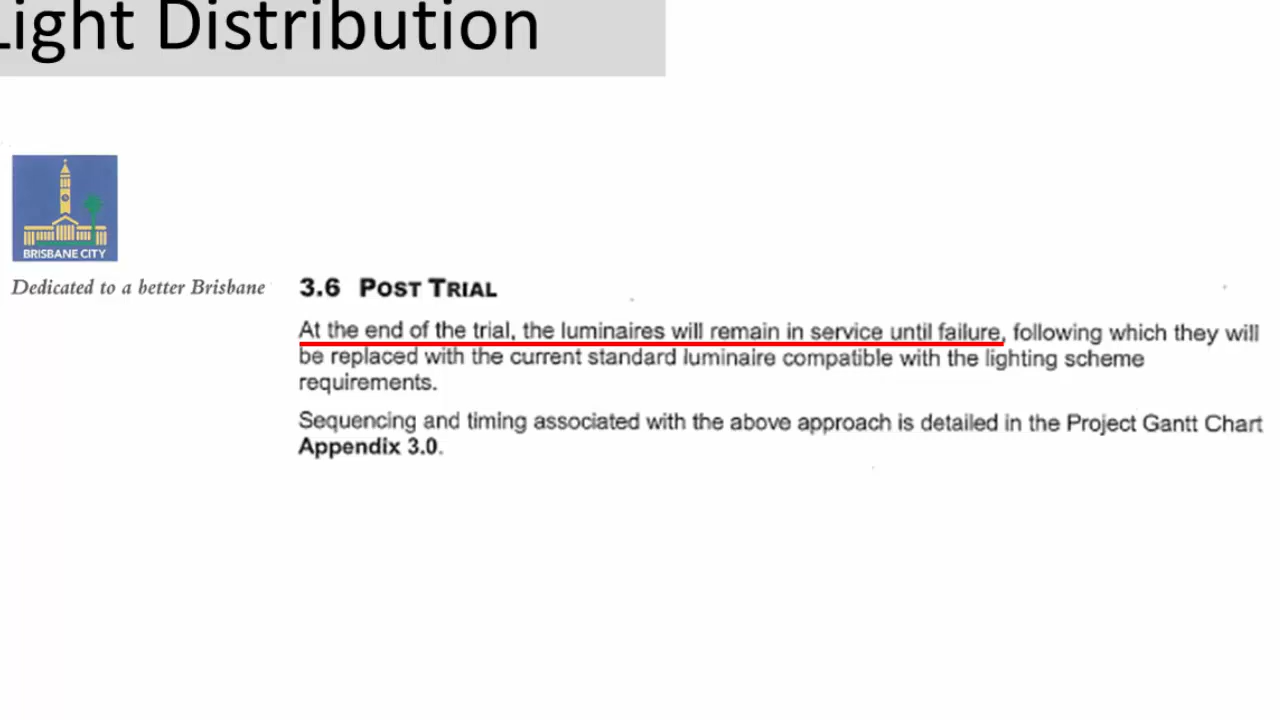 Light Distribution
BRISBANE CITY
Dedicated to a better Brisbane
3.6 POST TRIAL
At the end of the trial, the luminaires will remain in service until failure, following which they will
be replaced with the current standard luminaire compatible with the lighting scheme
requirements.
Sequencing and timing associated with the above approach is detailed in the Project Gantt Chart
Appendix 3.0.